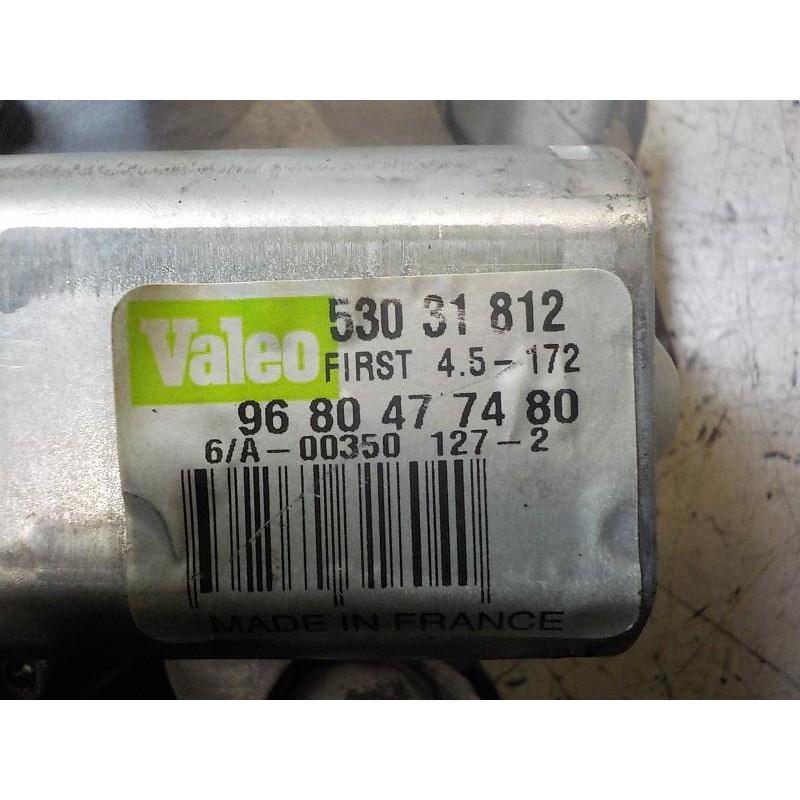 Valeo 530 31 812
FIRST 4.5-172
96 80 47 74 80
6/A-00350 127-2
MADE IN FRANCE